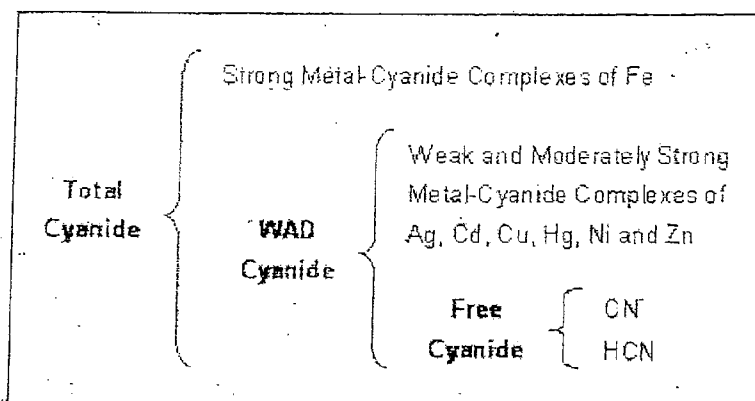 Strong Metal-Cyanide Complexes of Fe
Total
Cyanide
WAD
Cyanide
Weak and Moderately Strong
Metal-Cyanide Complexes of
Ag, Cd, Cu, Hg, Ni and Zn
Free
Cyanide
CN⁻
HCN